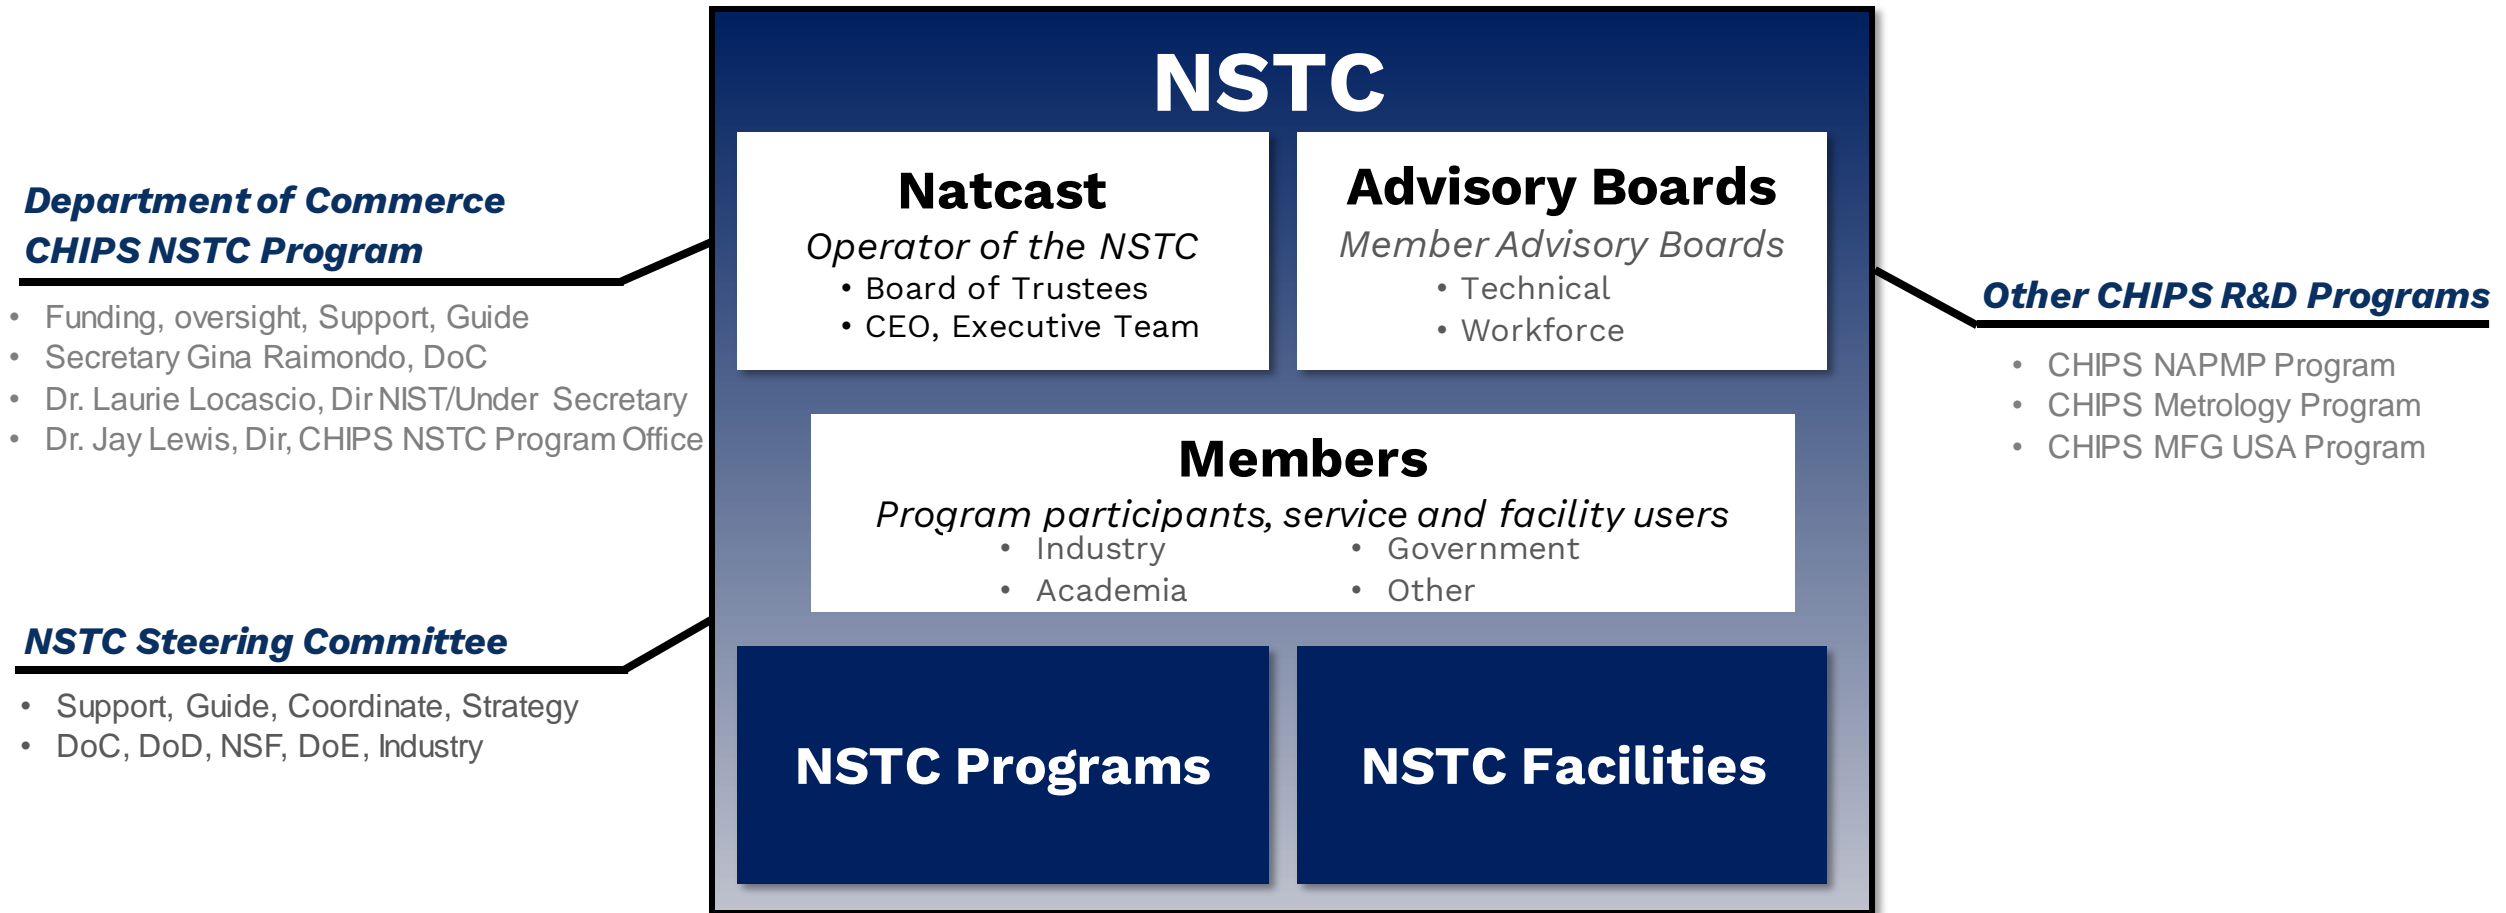 NSTC
Department of Commerce
CHIPS NSTC Program
• Funding, oversight, Support, Guide
• Secretary Gina Raimondo, DoC
• Dr. Laurie Locascio, Dir NIST/Under Secretary
• Dr. Jay Lewis, Dir, CHIPS NSTC Program Office
NSTC Steering Committee
• Support, Guide, Coordinate, Strategy
• DoC, DoD, NSF, DoE, Industry
Natcast
Operator of the NSTC
• Board of Trustees
• CEO, Executive Team
Advisory Boards
Member Advisory Boards
• Technical
• Workforce
Members
Program participants, service and facility users
• Industry
• Academia
• Government
• Other
NSTC Programs
NSTC Facilities
Other CHIPS R&D Programs
• CHIPS NAPMP Program
• CHIPS Metrology Program
• CHIPS MFG USA Program